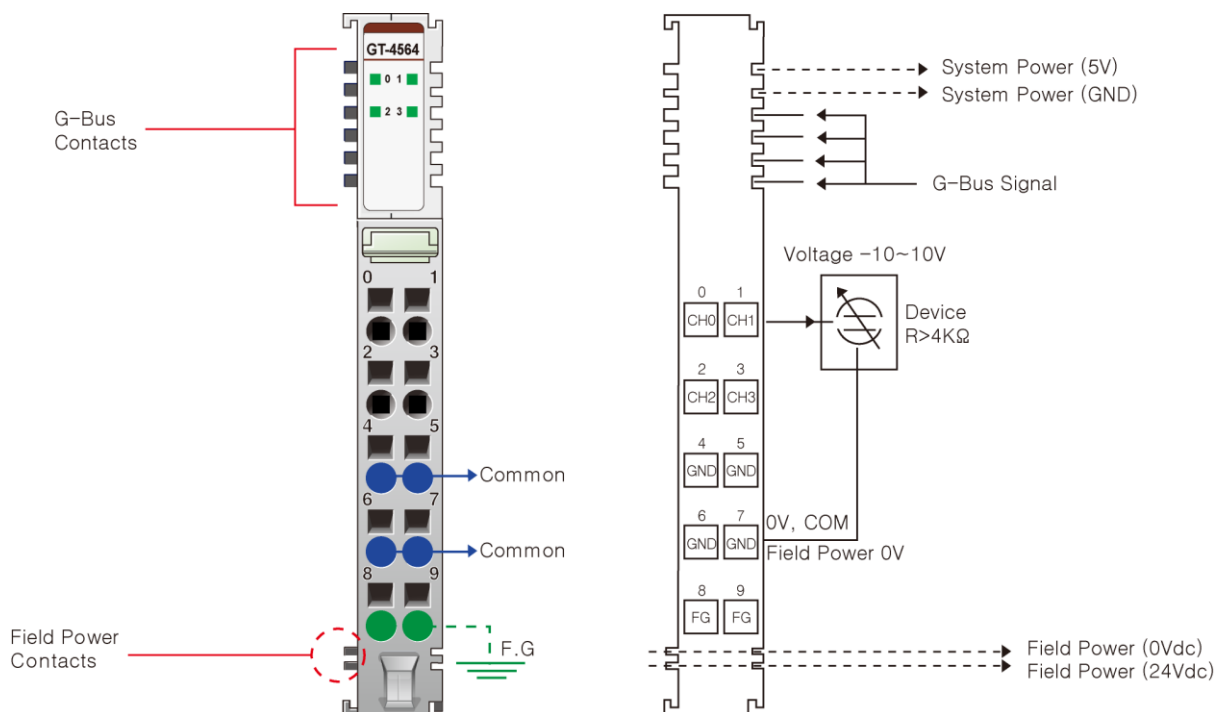 GT-4564
0 1
2 3
G-Bus
Contacts
0 1
2 3
4 5
Common
6 7
Common
8 9
F.G
Field Power
Contacts
System Power (5V)
System Power (GND)
G-Bus Signal
Voltage -10~10V
0 1
CH0 CH1
Device
R>4KΩ
2 3
CH2 CH3
4 5
GND GND
6 7
GND GND
0V, COM
Field Power 0V
8 9
FG FG
Field Power (0Vdc)
Field Power (24Vdc)